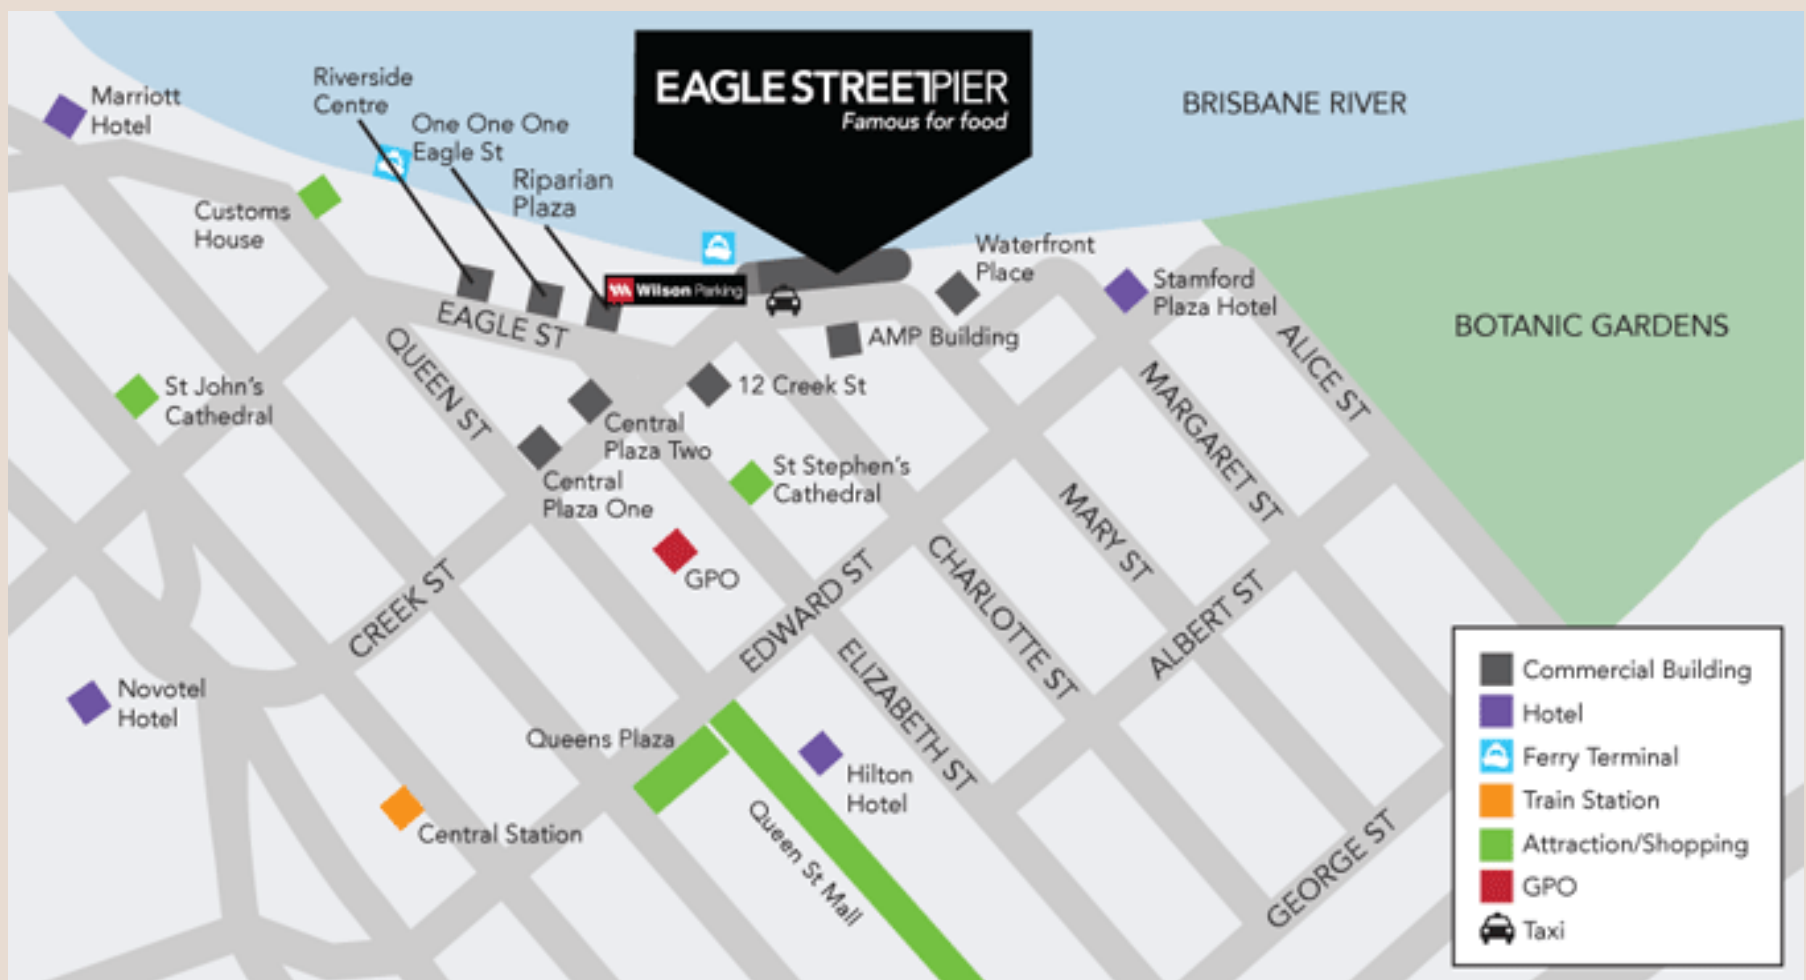 EAGLE STREET PIER
Famous for food
BRISBANE RIVER
Marriott
Hotel
Riverside
Centre
One One One
Eagle St
Riparian
Plaza
Customs
House
Waterfront
Place
Stamford
Plaza Hotel
Wilson Parking
EAGLE ST
AMP Building
BOTANIC GARDENS
QUEEN ST
ALICE ST
St John's
Cathedral
12 Creek St
Central
Plaza Two
MARGARET ST
Central
Plaza One
St Stephen's
Cathedral
MARY ST
GPO
CREEK ST
EDWARD ST
CHARLOTTE ST
ALBERT ST
ELIZABETH ST
Novotel
Hotel
Queens Plaza
Hilton
Hotel
Central Station
Queen St Mall
GEORGE ST
Commercial Building
Hotel
Ferry Terminal
Train Station
Attraction/Shopping
GPO
Taxi